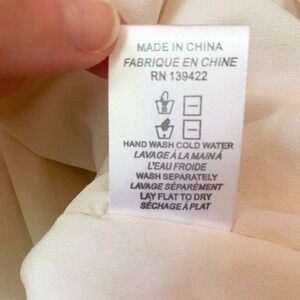 MADE IN CHINA
FABRIQUE EN CHINE
RN 139422
HAND WASH COLD WATER
LAVAGE À LA MAIN À
L'EAU FROIDE
WASH SEPARATELY
LAVAGE SÉPARÉMENT
LAY FLAT TO DRY
SÉCHAGE À PLAT